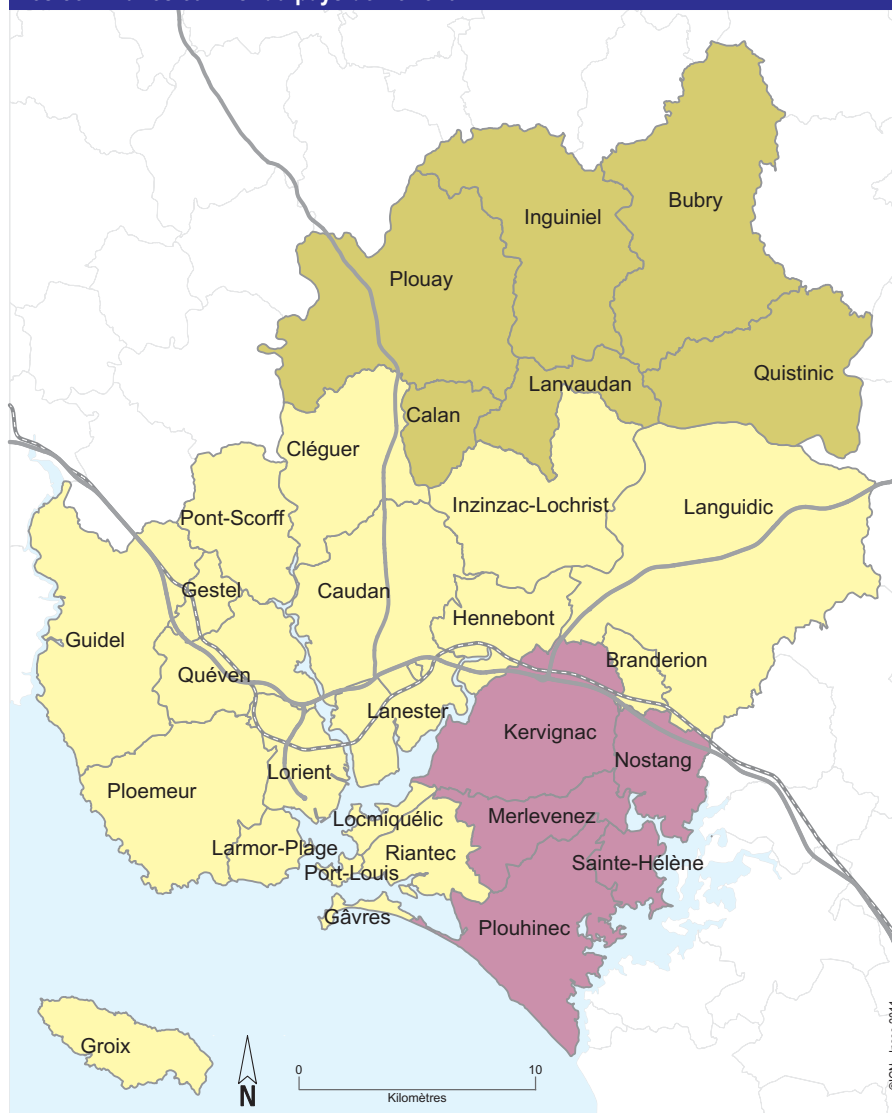 Bubry
Inguiniel
Plouay
Quistinic
Lanvaudan
Calan
Cléguer
Inzinzac-Lochrist
Languidic
Pont-Scorff
Gestel
Caudan
Hennebont
Guidel
Branderion
Quéven
Lanester
Kervignac
Nostang
Lorient
Ploemeur
Merlevenez
Locmiquélic
Larmor-Plage
Riantec
Sainte-Hélène
Port-Louis
Gâvres
Plouhinec
Groix
N
0 10
Kilomètres